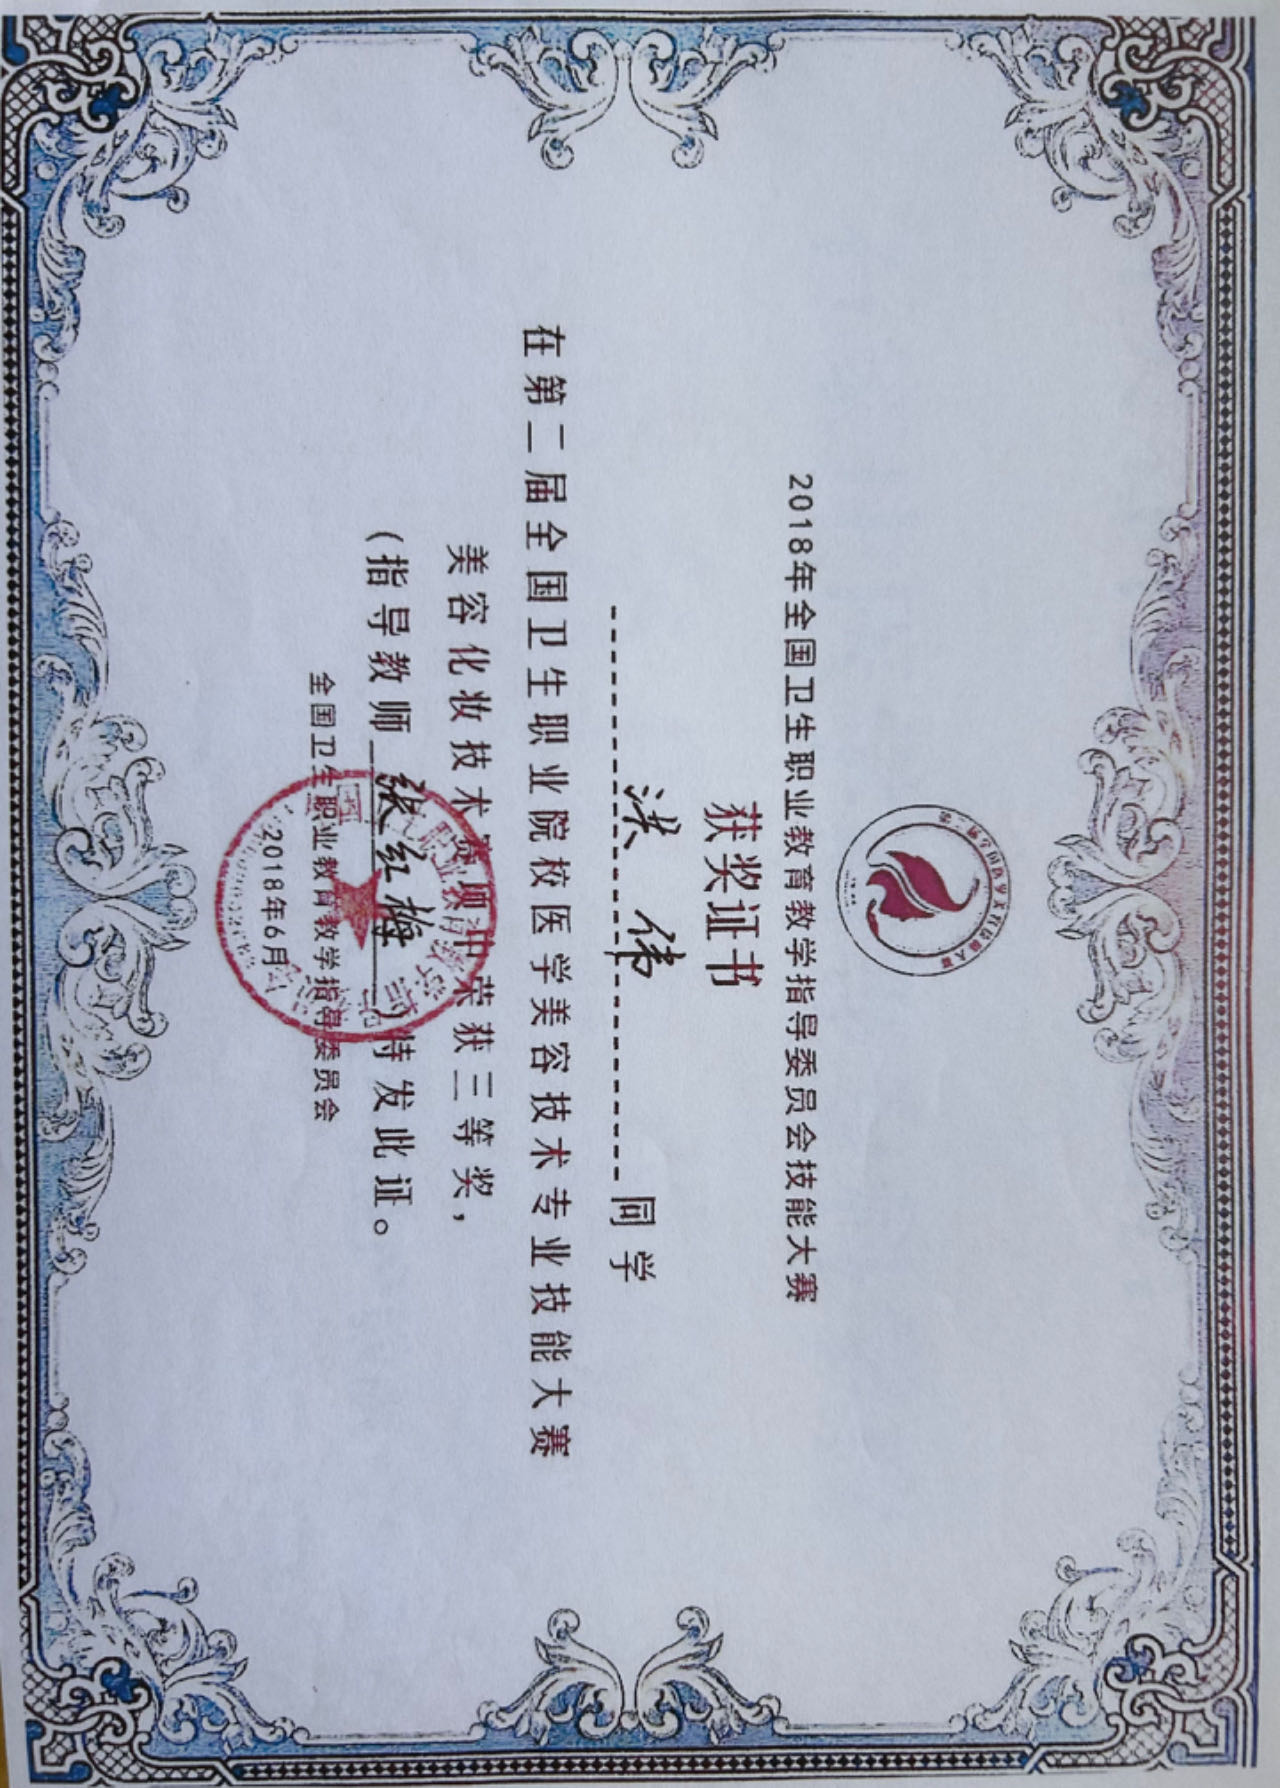 2018年全国卫生职业教育教学指导委员会技能大赛
获奖证书
洪 伟 同学
在第二届全国卫生职业院校医学美容技术专业技能大赛
美容化妆技术赛项中荣获三等奖，
（指导教师 张红梅 ）特发此证。
全国卫生职业教育教学指导委员会
2018年6月